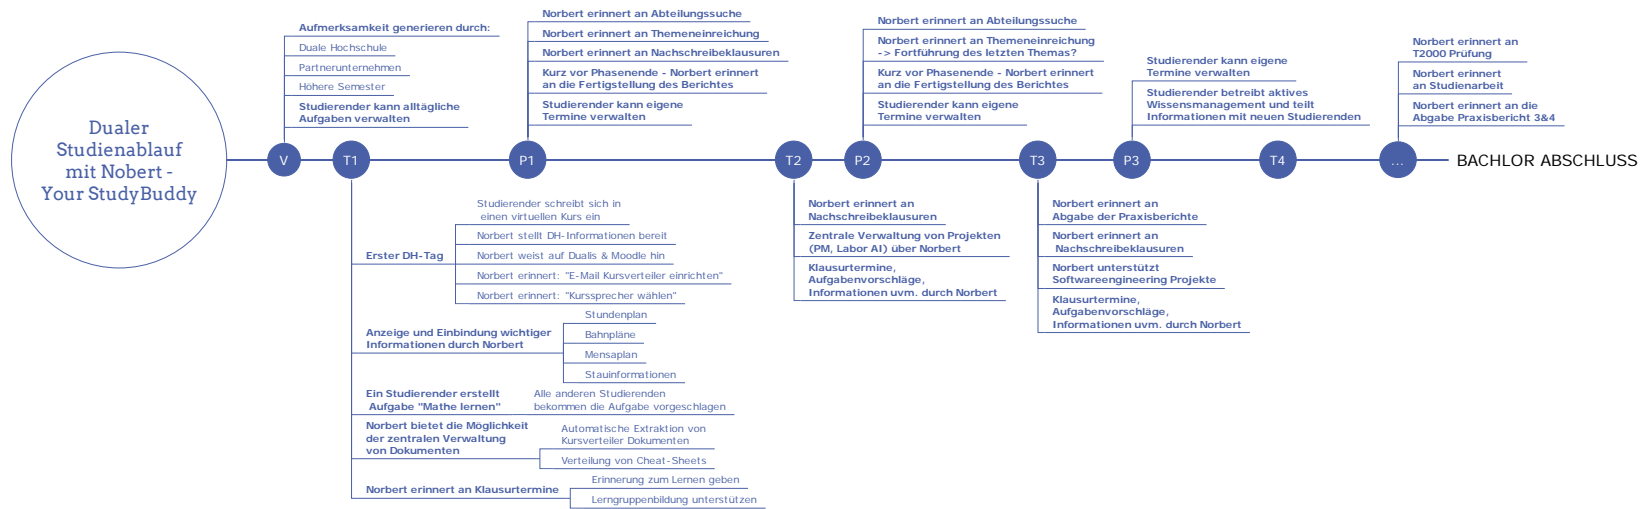 Dualer
Studienablauf
mit Nobert -
Your StudyBuddy
V
Aufmerksamkeit generieren durch:
Duale Hochschule
Partnerunternehmen
Höhere Semester
Studierender kann alltägliche
Aufgaben verwalten
T1
Erster DH-Tag
Studierender schreibt sich in
einen virtuellen Kurs ein
Norbert stellt DH-Informationen bereit
Norbert weist auf Dualis & Moodle hin
Norbert erinnert: "E-Mail Kursverteiler einrichten"
Norbert erinnert: "Kurssprecher wählen"
Anzeige und Einbindung wichtiger
Informationen durch Norbert
Stundenplan
Bahnpläne
Mensaplan
Stauinformationen
Ein Studierender erstellt
Aufgabe "Mathe lernen"
Alle anderen Studierenden
bekommen die Aufgabe vorgeschlagen
Norbert bietet die Möglichkeit
der zentralen Verwaltung
von Dokumenten
Automatische Extraktion von
Kursverteiler Dokumenten
Verteilung von Cheat-Sheets
Norbert erinnert an Klausurtermine
Erinnerung zum Lernen geben
Lerngruppenbildung unterstützen
P1
Norbert erinnert an Abteilungssuche
Norbert erinnert an Themeneinreichung
Norbert erinnert an Nachschreibeklausuren
Kurz vor Phasenende - Norbert erinnert
an die Fertigstellung des Berichtes
Studierender kann eigene
Termine verwalten
T2
Norbert erinnert an
Nachschreibeklausuren
Zentrale Verwaltung von Projekten
(PM, Labor AI) über Norbert
Klausurtermine,
Aufgabenvorschläge,
Informationen uvm. durch Norbert
P2
Norbert erinnert an Abteilungssuche
Norbert erinnert an Themeneinreichung
-> Fortführung des letzten Themas?
Kurz vor Phasenende - Norbert erinnert
an die Fertigstellung des Berichtes
Studierender kann eigene
Termine verwalten
T3
Norbert erinnert an
Abgabe der Praxisberichte
Norbert erinnert an
Nachschreibeklausuren
Norbert unterstützt
Softwareengineering Projekte
Klausurtermine,
Aufgabenvorschläge,
Informationen uvm. durch Norbert
P3
Studierender kann eigene
Termine verwalten
Studierender betreibt aktives
Wissensmanagement und teilt
Informationen mit neuen Studierenden
T4
...
Norbert erinnert an
T2000 Prüfung
Norbert erinnert
an Studienarbeit
Norbert erinnert an die
Abgabe Praxisbericht 3&4
BACHLOR ABSCHLUSS